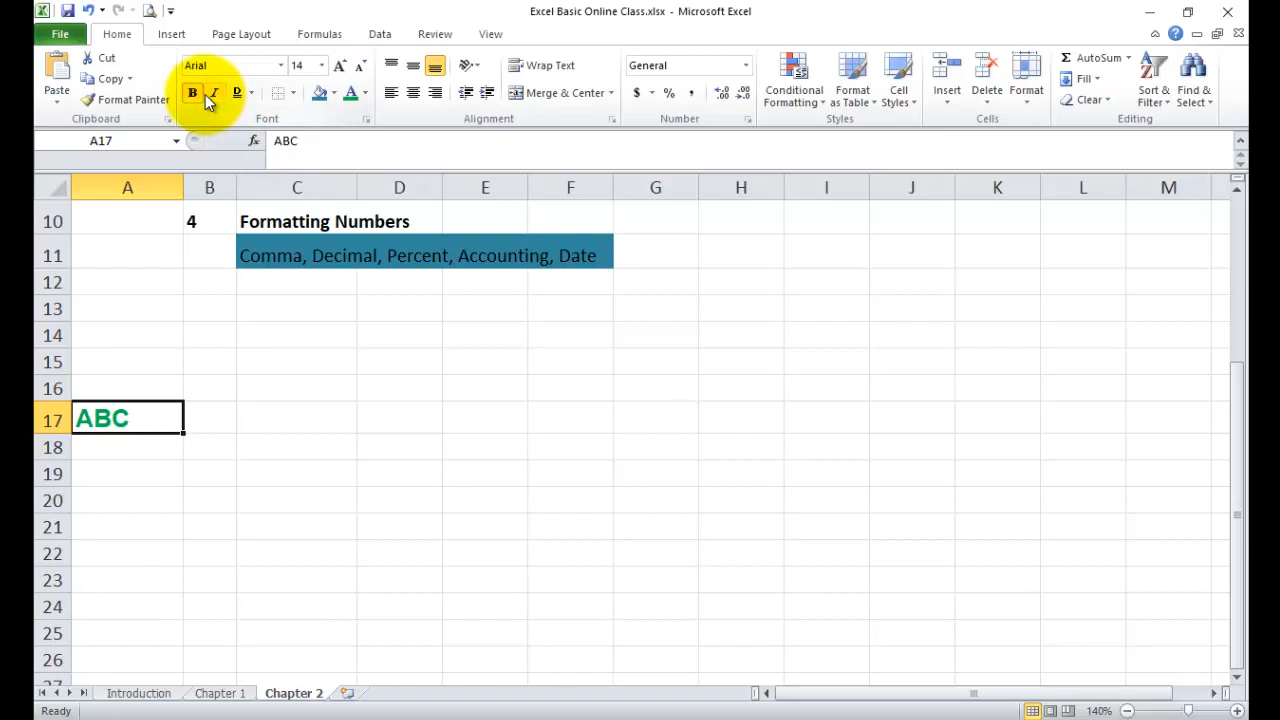 Excel Basic Online Class.xlsx - Microsoft Excel
File Home Insert Page Layout Formulas Data Review View
Paste
Cut
Copy
Format Painter
Clipboard
Arial 14
B I D
Font
Wrap Text
Merge & Center
Alignment
General
$ % ,
Number
Conditional Formatting
Format as Table
Cell Styles
Styles
Insert Delete Format
Cells
Σ AutoSum
Fill
Clear
Sort & Filter
Find & Select
Editing
A17 fx ABC
A B C D E F G H I J K L M
10 4 Formatting Numbers
11 Comma, Decimal, Percent, Accounting, Date
12
13
14
15
16
17 ABC
18
19
20
21
22
23
24
25
26
27
Introduction Chapter 1 Chapter 2
Ready 140%